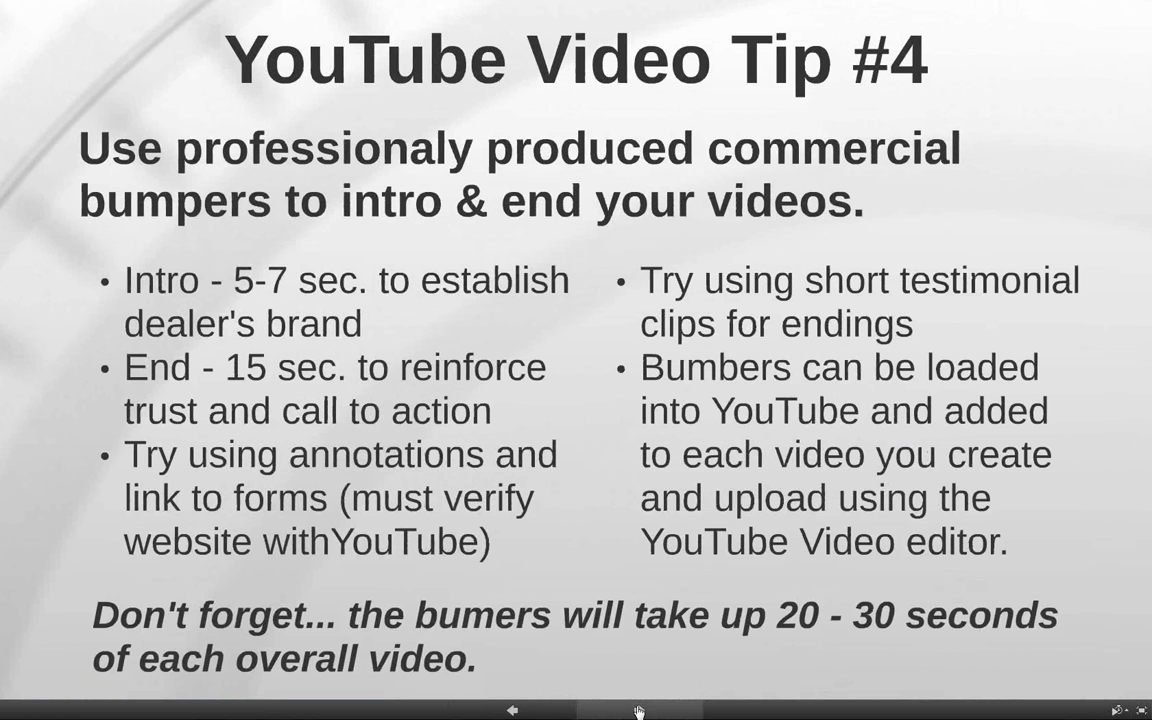 YouTube Video Tip #4
Use professionaly produced commercial
bumpers to intro & end your videos.
• Intro - 5-7 sec. to establish
dealer's brand
• End - 15 sec. to reinforce
trust and call to action
• Try using annotations and
link to forms (must verify
website withYouTube)
• Try using short testimonial
clips for endings
• Bumbers can be loaded
into YouTube and added
to each video you create
and upload using the
YouTube Video editor.
Don't forget... the bumers will take up 20 - 30 seconds
of each overall video.